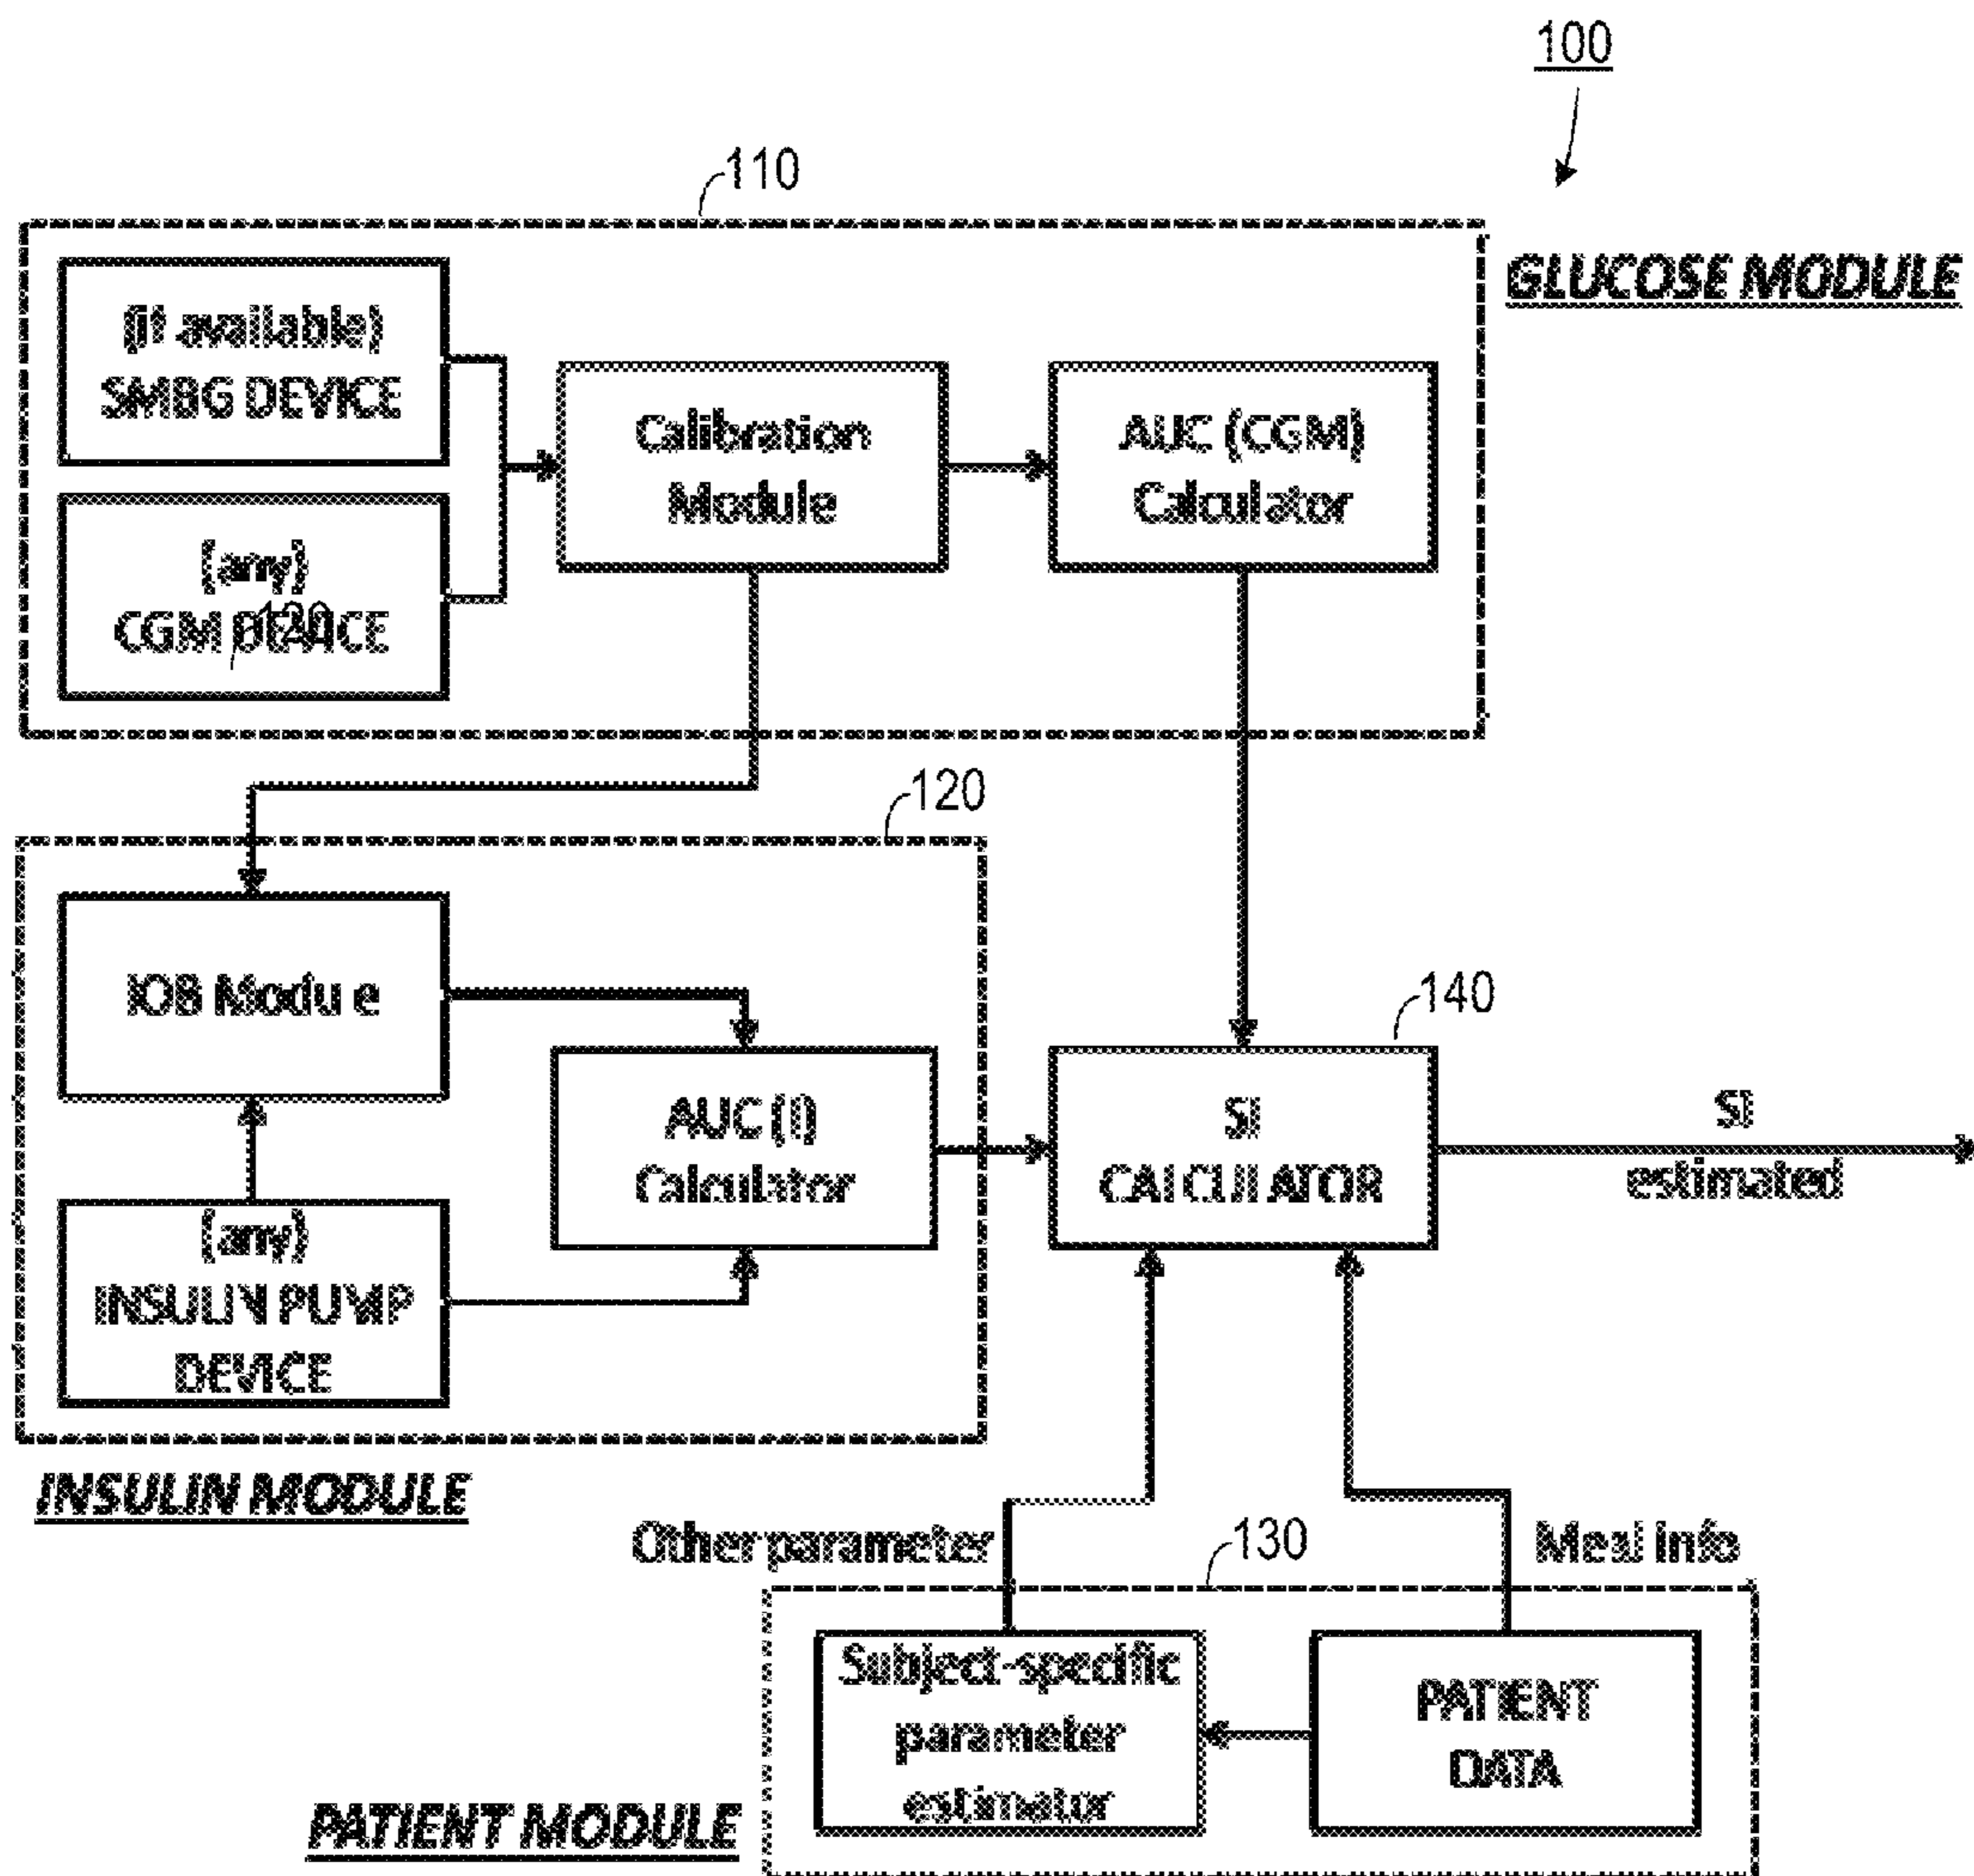 100
110
GLUCOSE MODULE
(if available)
SMBG DEVICE
Calibration
Module
AUC (CGM)
Calculator
(any)
CGM DEVICE
120
120
IOB Modu e
140
AUC (I)
Calculator
SI
CALCULATOR
SI
estimated
(any)
INSULIN PUMP
DEVICE
INSULIN MODULE
Other parameter
130
Meal info
Subject-specific
parameter
estimator
PATIENT
DATA
PATIENT MODULE